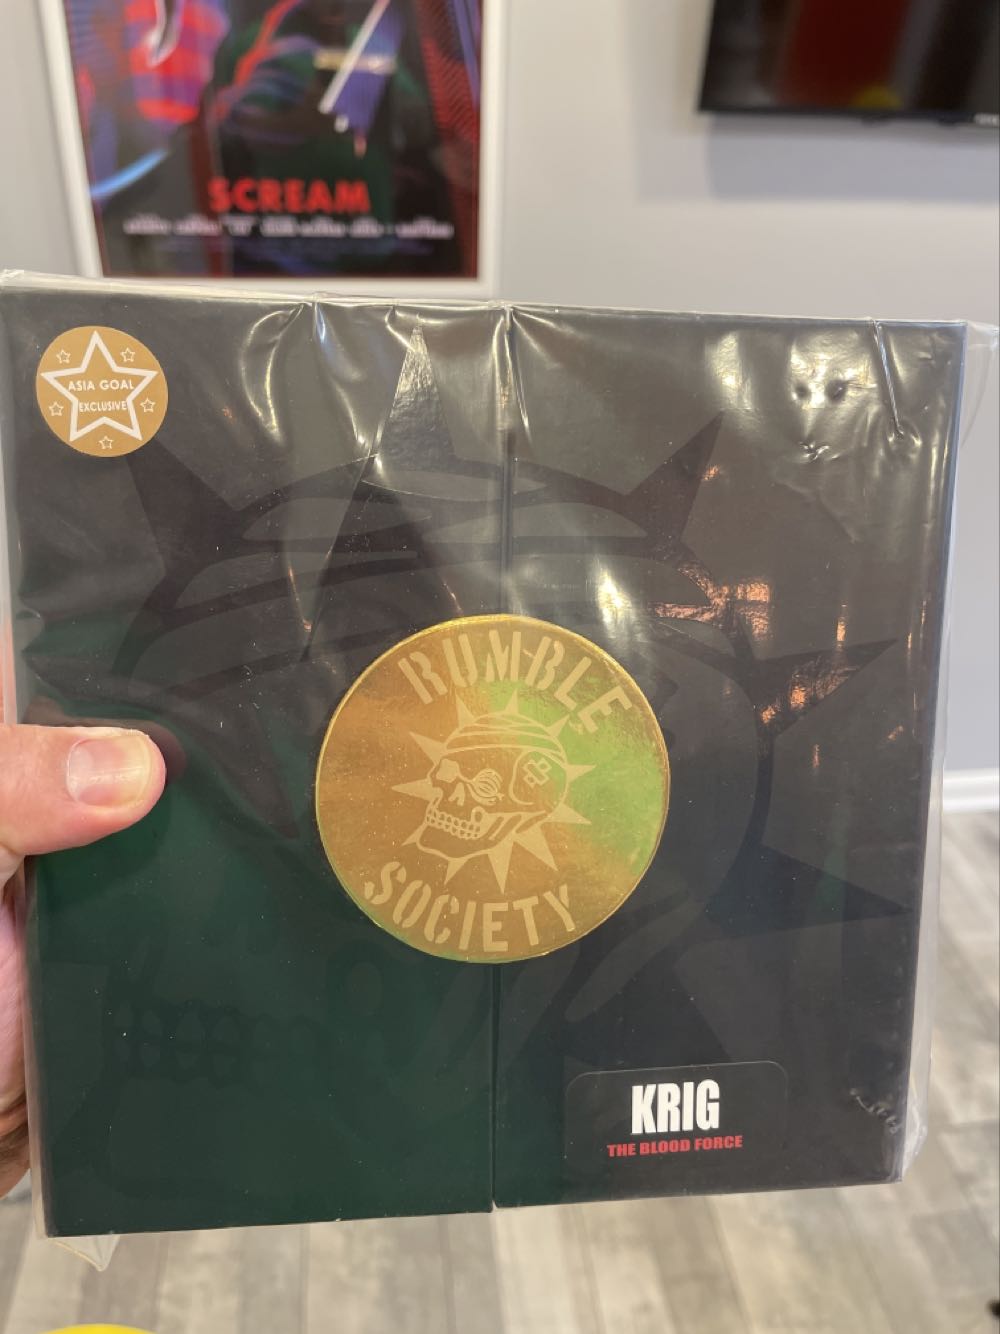 SCREAM
ASIA GOAL
EXCLUSIVE
RUMBLE
SOCIETY
KRIG
THE BLOOD FORCE